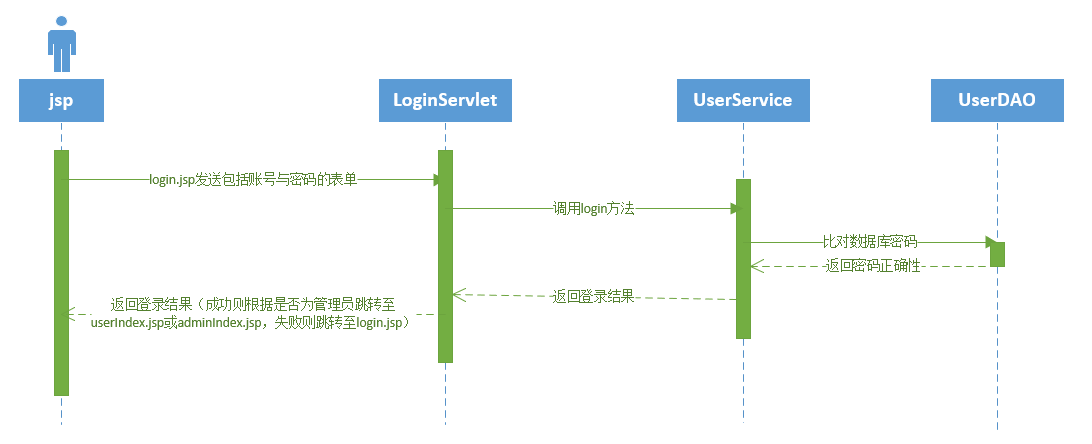 jsp
LoginServlet
UserService
UserDAO
login.jsp发送包括账号与密码的表单
调用login方法
比对数据库密码
返回密码正确性
返回登录结果
返回登录结果（成功则根据是否为管理员跳转至
userIndex.jsp或adminIndex.jsp，失败则跳转至login.jsp）